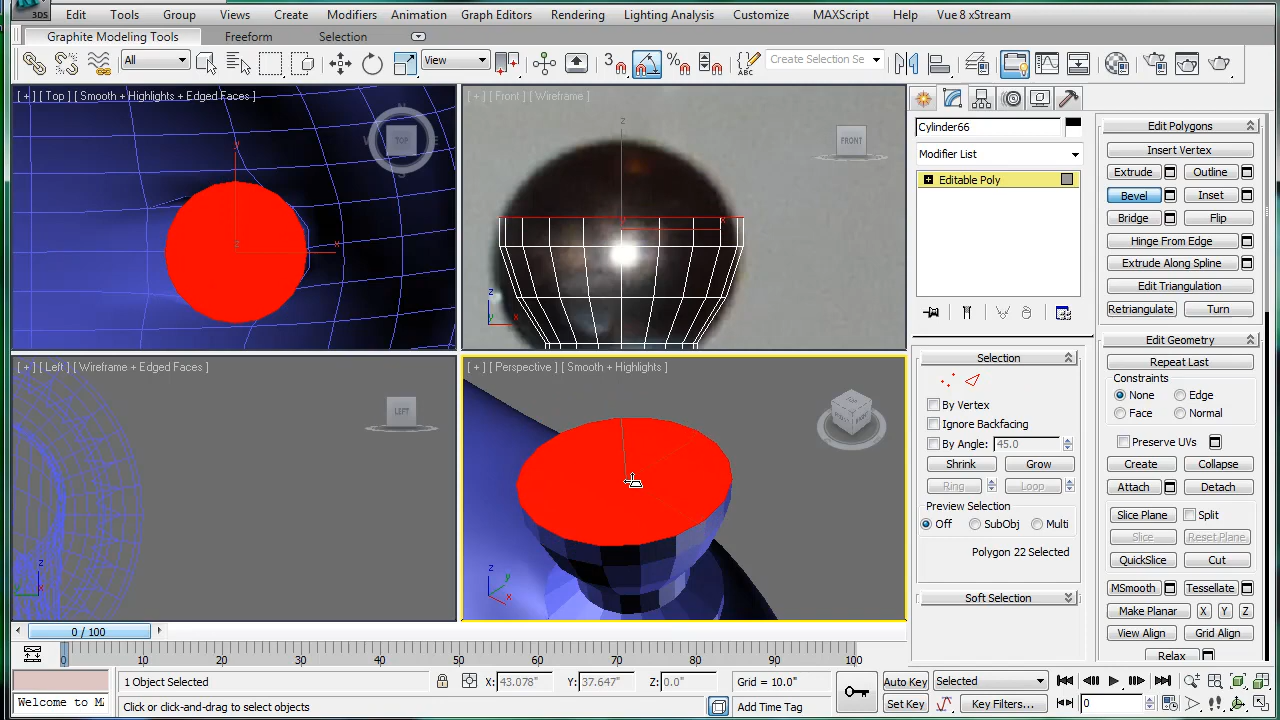 3DS Edit Tools Group Views Create Modifiers Animation Graph Editors Rendering Lighting Analysis Customize MAXScript Help Vue 8 xStream
Graphite Modeling Tools Freeform Selection
All View 3 % ABC Create Selection Se
[ + ] [ Top ] [ Smooth + Highlights + Edged Faces ]
TOP
y
x
z
[ + ] [ Front ] [ Wireframe ]
FRONT
z
x
z
x
[ + ] [ Left ] [ Wireframe + Edged Faces ]
LEFT
z
x
[ + ] [ Perspective ] [ Smooth + Highlights ]
z
y
x
Cylinder66
Modifier List
Editable Poly
Selection
By Vertex
Ignore Backfacing
By Angle: 45.0
Shrink Grow
Ring Loop
Preview Selection
Off SubObj Multi
Polygon 22 Selected
Soft Selection
Edit Polygons
Insert Vertex
Extrude Outline
Bevel Inset
Bridge Flip
Hinge From Edge
Extrude Along Spline
Edit Triangulation
Retriangulate Turn
Edit Geometry
Repeat Last
Constraints
None Edge
Face Normal
Preserve UVs
Create Collapse
Attach Detach
Slice Plane Split
Slice Reset Plane
QuickSlice Cut
MSmooth Tessellate
Make Planar X Y Z
View Align Grid Align
Relax
0 / 100
0 10 20 30 40 50 60 70 80 90 100
1 Object Selected X: 43.078" Y: 37.647" Z: 0.0" Grid = 10.0" Auto Key Selected
Welcome to M Click or click-and-drag to select objects Add Time Tag Set Key Key Filters... 0